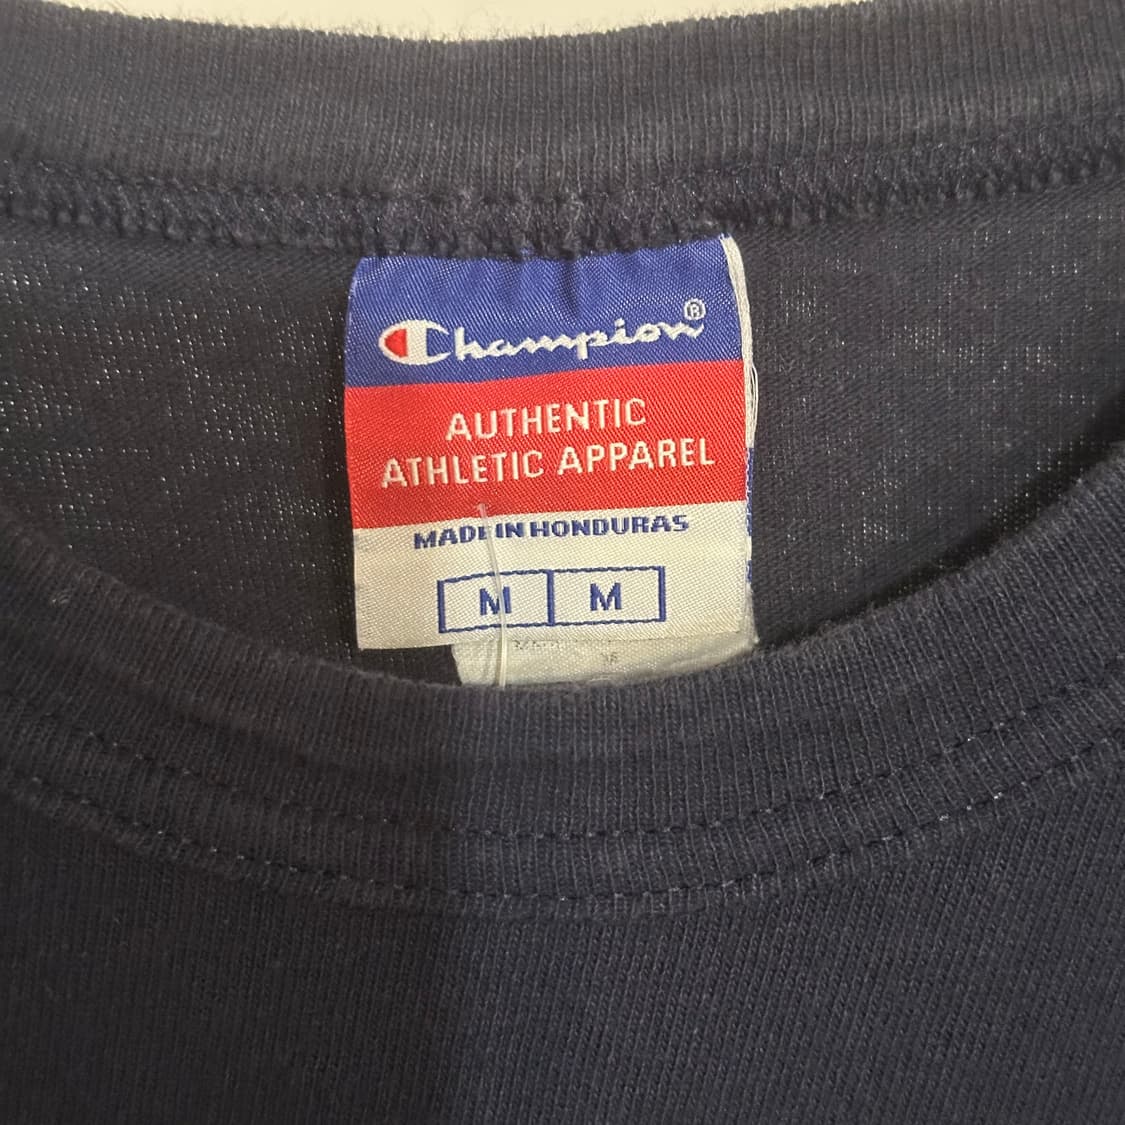 Champion®
AUTHENTIC
ATHLETIC APPAREL
MADE IN HONDURAS
M M